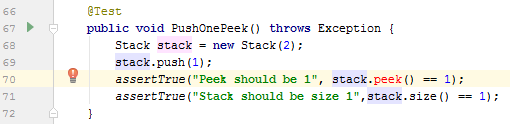 66 @Test
67 public void PushOnePeek() throws Exception {
68 Stack stack = new Stack(2);
69 stack.push(1);
70 assertTrue("Peek should be 1", stack.peek() == 1);
71 assertTrue("Stack should be size 1",stack.size() == 1);
72 }